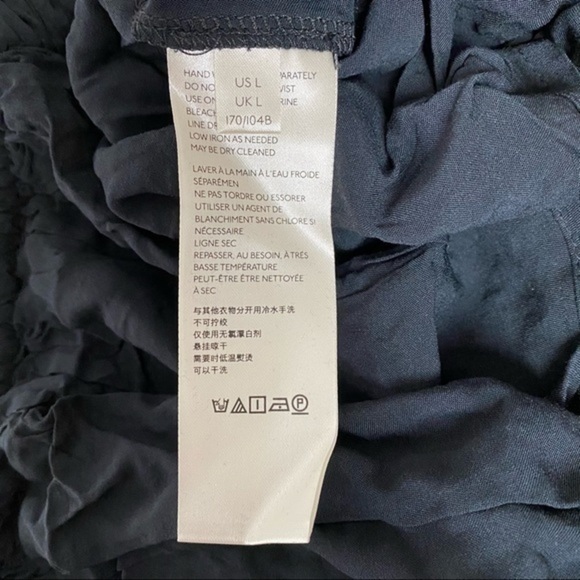 US L
UK L
170/104B
HAND PARATELY
DO NO IST
USE ON RINE
BLEAC
LINE DR
LOW IRON AS NEEDED
MAY BE DRY CLEANED
LAVER À LA MAIN À L'EAU FROIDE
SÉPARÉMEN
NE PAS TORDRE OU ESSORER
UTILISER UN AGENT DE
BLANCHIMENT SANS CHLORE SI
NÉCESSAIRE
LIGNE SEC
REPASSER, AU BESOIN, À TRÈS
BASSE TEMPÉRATURE
PEUT-ÊTRE ÊTRE NETTOYÉE
À SEC
与其他衣物分开用冷水手洗
不可拧绞
仅使用无氯漂白剂
悬挂晾干
需要时低温熨烫
可以干洗
P